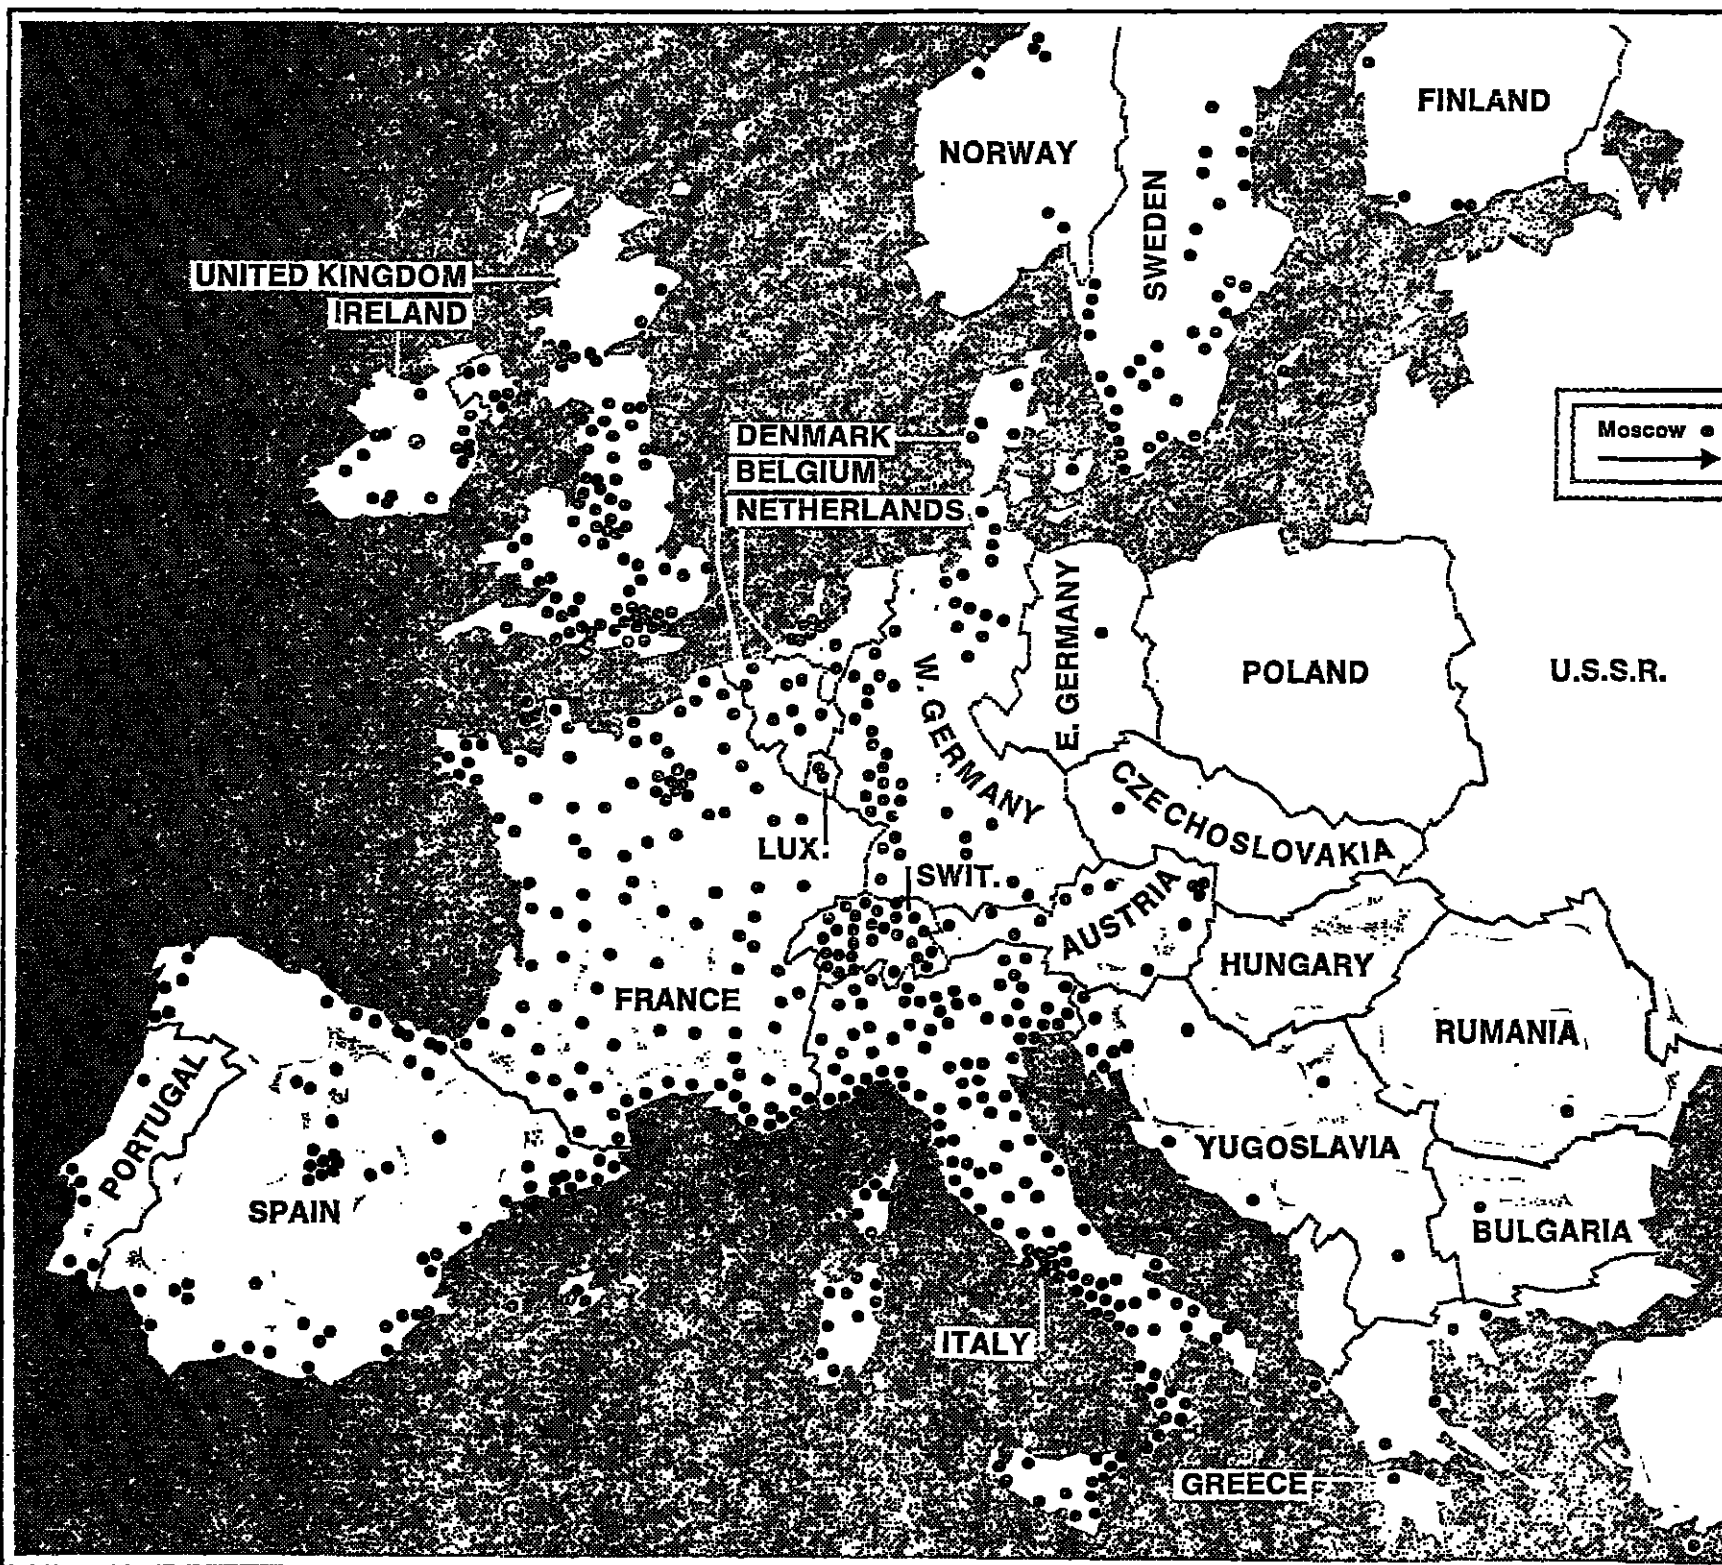 FINLAND
NORWAY
SWEDEN
UNITED KINGDOM
IRELAND
Moscow
DENMARK
BELGIUM
NETHERLANDS
W. GERMANY
E. GERMANY
POLAND
U.S.S.R.
CZECHOSLOVAKIA
LUX.
SWIT.
AUSTRIA
HUNGARY
FRANCE
RUMANIA
PORTUGAL
YUGOSLAVIA
SPAIN
BULGARIA
ITALY
GREECE